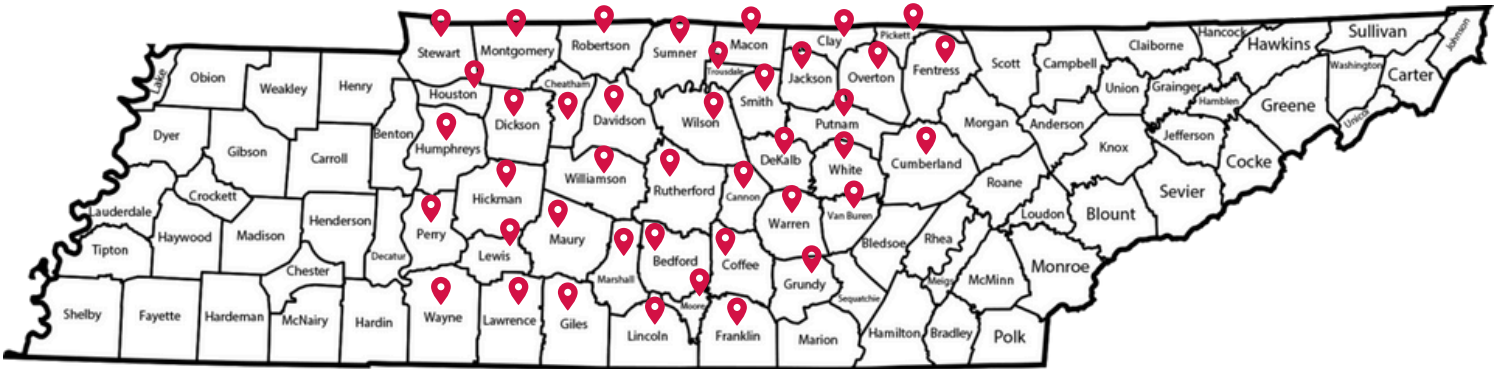 Lake
Obion
Weakley
Henry
Stewart
Montgomery
Robertson
Sumner
Macon
Trousdale
Clay
Pickett
Fentress
Scott
Campbell
Claiborne
Hancock
Hawkins
Sullivan
Johnson
Washington
Carter
Unicoi
Greene
Hamblen
Grainger
Union
Houston
Cheatham
Dickson
Davidson
Wilson
Smith
Jackson
Overton
Putnam
Dyer
Gibson
Carroll
Benton
Humphreys
Williamson
Rutherford
Cannon
DeKalb
White
Cumberland
Morgan
Anderson
Knox
Jefferson
Cocke
Sevier
Blount
Loudon
Roane
Crockett
Lauderdale
Haywood
Madison
Henderson
Decatur
Perry
Hickman
Lewis
Maury
Marshall
Bedford
Coffee
Warren
Van Buren
Bledsoe
Rhea
Meigs
McMinn
Monroe
Tipton
Chester
Shelby
Fayette
Hardeman
McNairy
Hardin
Wayne
Lawrence
Giles
Lincoln
Moore
Franklin
Grundy
Sequatchie
Marion
Hamilton
Bradley
Polk